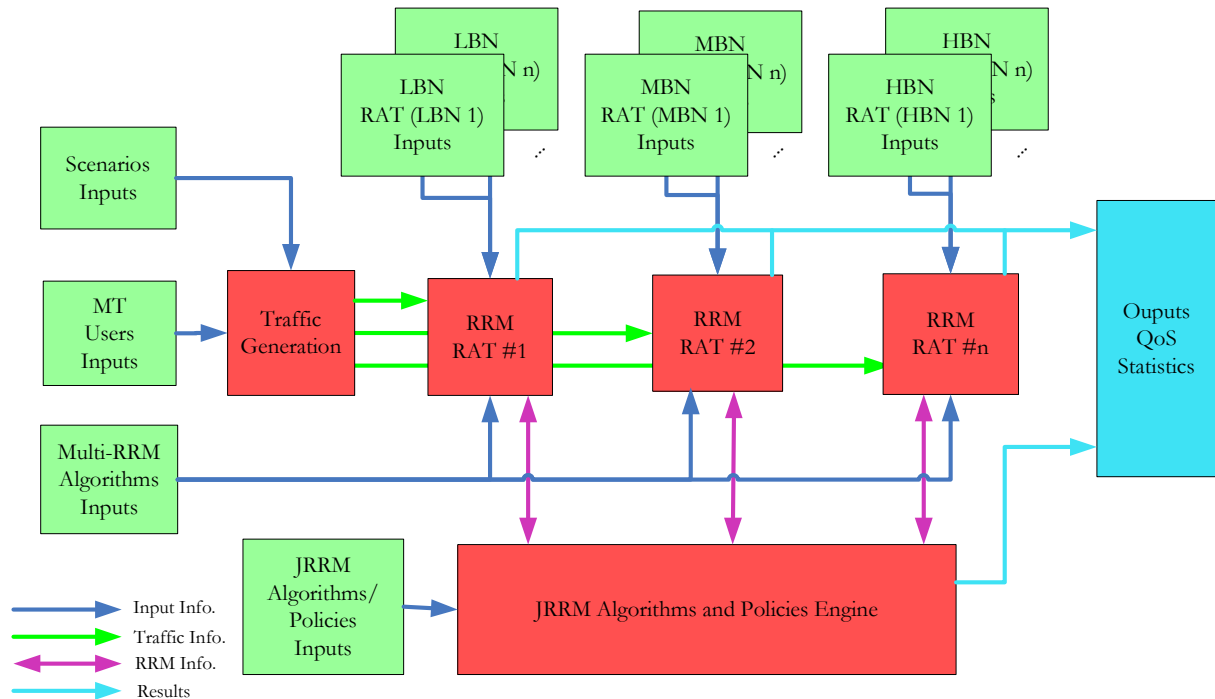 LBN
N n)
LBN
RAT (LBN 1)
Inputs
...
MBN
N n)
MBN
RAT (MBN 1)
Inputs
...
HBN
N n)
s
HBN
RAT (HBN 1)
Inputs
...
Scenarios
Inputs
MT
Users
Inputs
Traffic
Generation
RRM
RAT #1
RRM
RAT #2
RRM
RAT #n
Ouputs
QoS
Statistics
Multi-RRM
Algorithms
Inputs
JRRM
Algorithms/
Policies
Inputs
JRRM Algorithms and Policies Engine
Input Info.
Traffic Info.
RRM Info.
Results